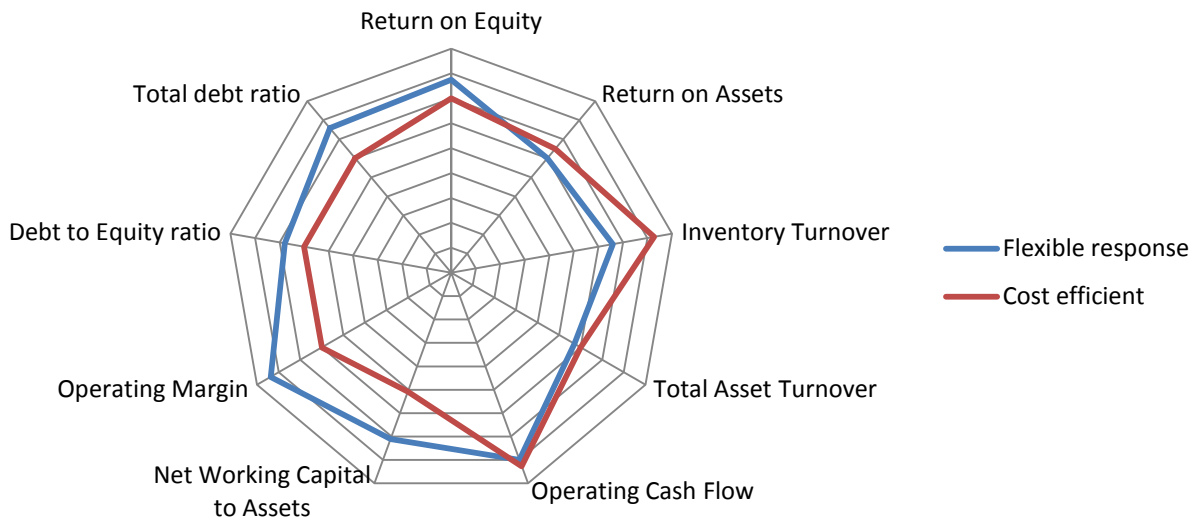 Return on Equity
Total debt ratio
Return on Assets
Debt to Equity ratio
Inventory Turnover
Flexible response
Cost efficient
Operating Margin
Total Asset Turnover
Net Working Capital
to Assets
Operating Cash Flow